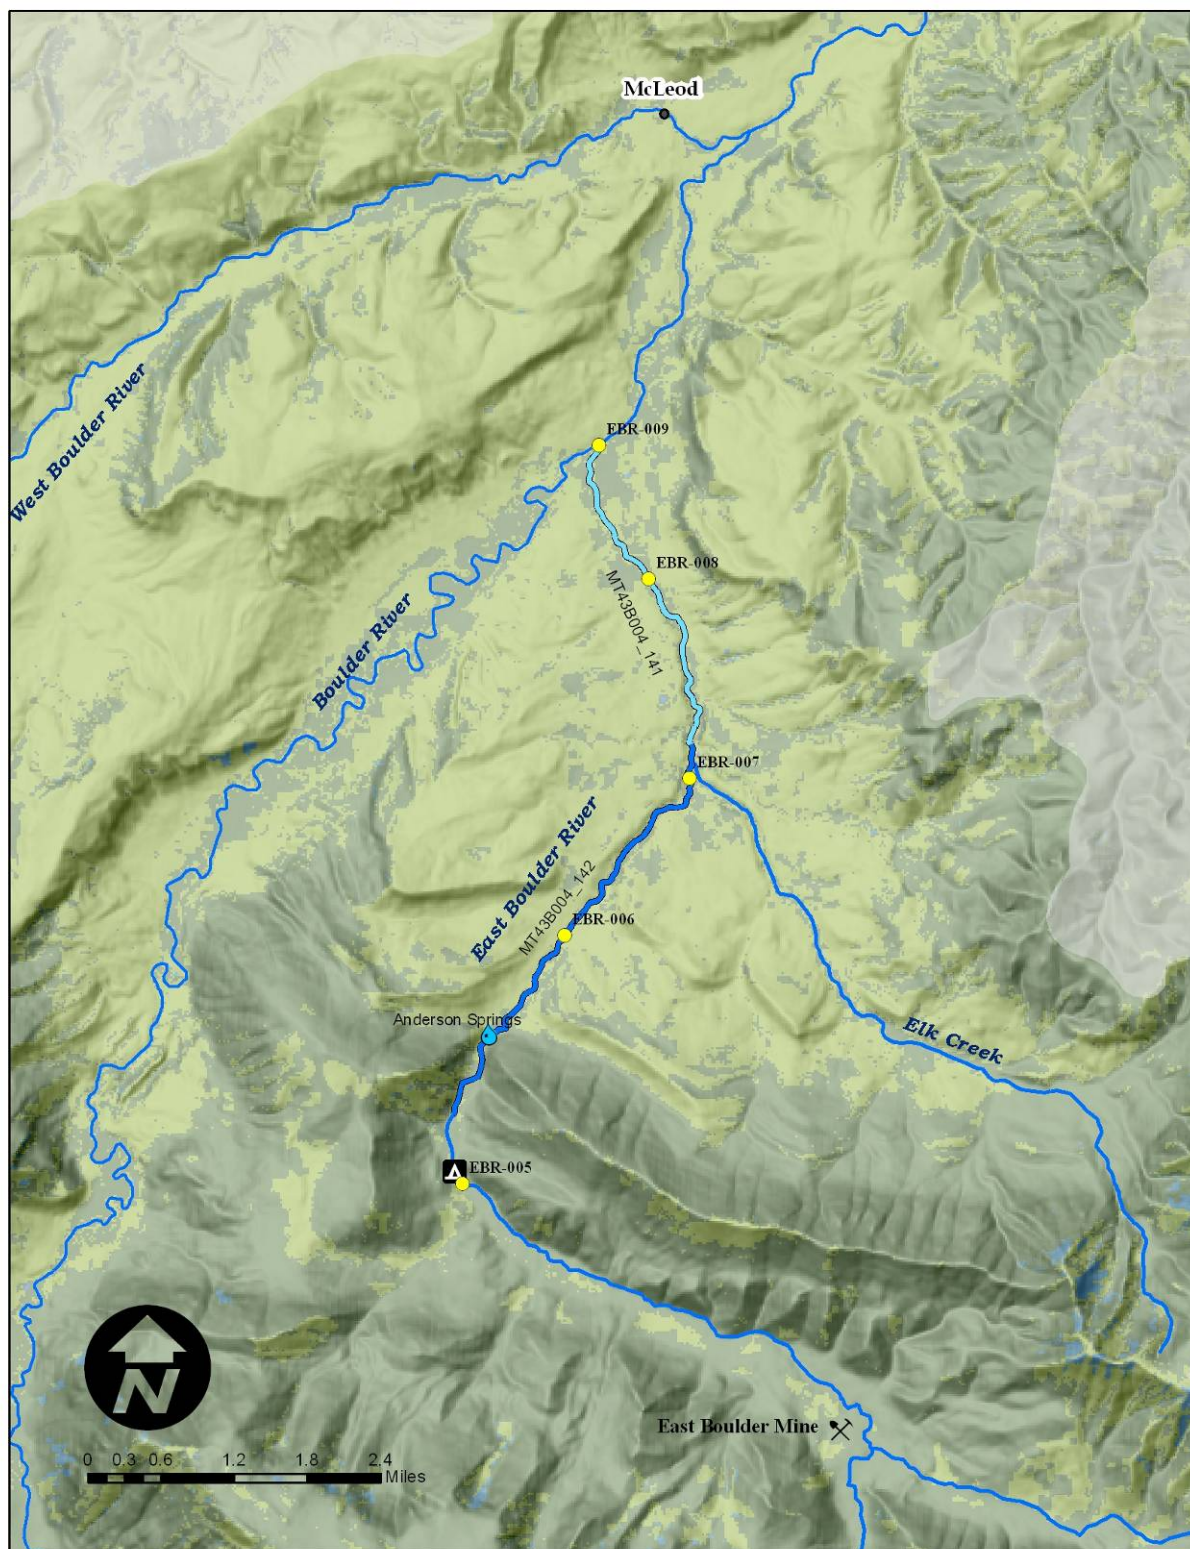 McLeod
West Boulder River
EBR-009
EBR-008
MT43B004_141
Boulder River
EBR-007
East Boulder River
MT43B004_142
EBR-006
Anderson Springs
Elk Creek
EBR-005
N
East Boulder Mine
0 0.3 0.6 1.2 1.8 2.4
Miles